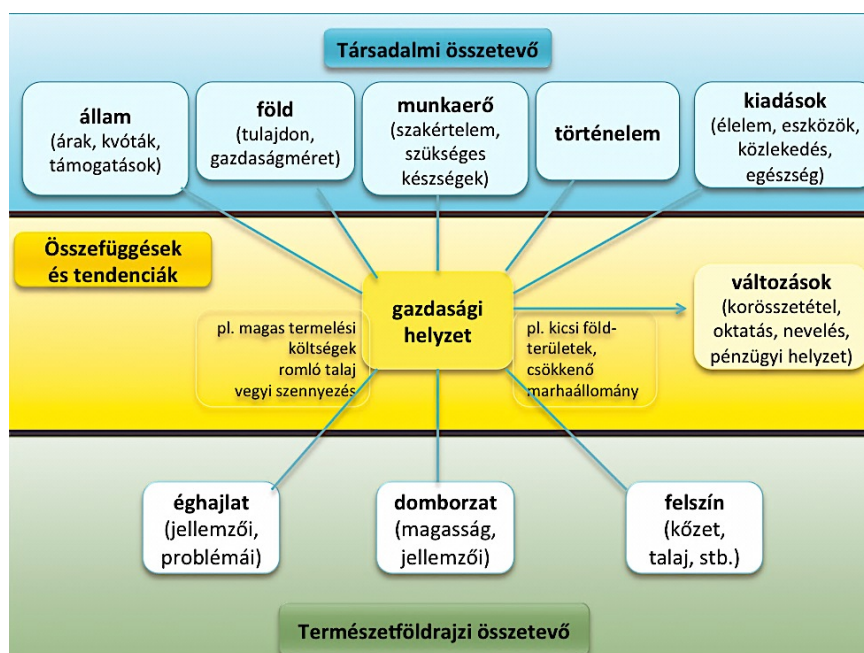 Társadalmi összetevő
állam
(árak, kvóták,
támogatások)
föld
(tulajdon,
gazdaságméret)
munkaerő
(szakértelem,
szükséges
készségek)
történelem
kiadások
(élelem, eszközök,
közlekedés,
egészség)
Összefüggések
és tendenciák
gazdasági
helyzet
pl. magas termelési
költségek
romló talaj
vegyi szennyezés
pl. kicsi föld-
területek,
csökkenő
marhaállomány
változások
(korösszetétel,
oktatás, nevelés,
pénzügyi helyzet)
éghajlat
(jellemzői,
problémái)
domborzat
(magasság,
jellemzői)
felszín
(kőzet,
talaj, stb.)
Természetföldrajzi összetevő